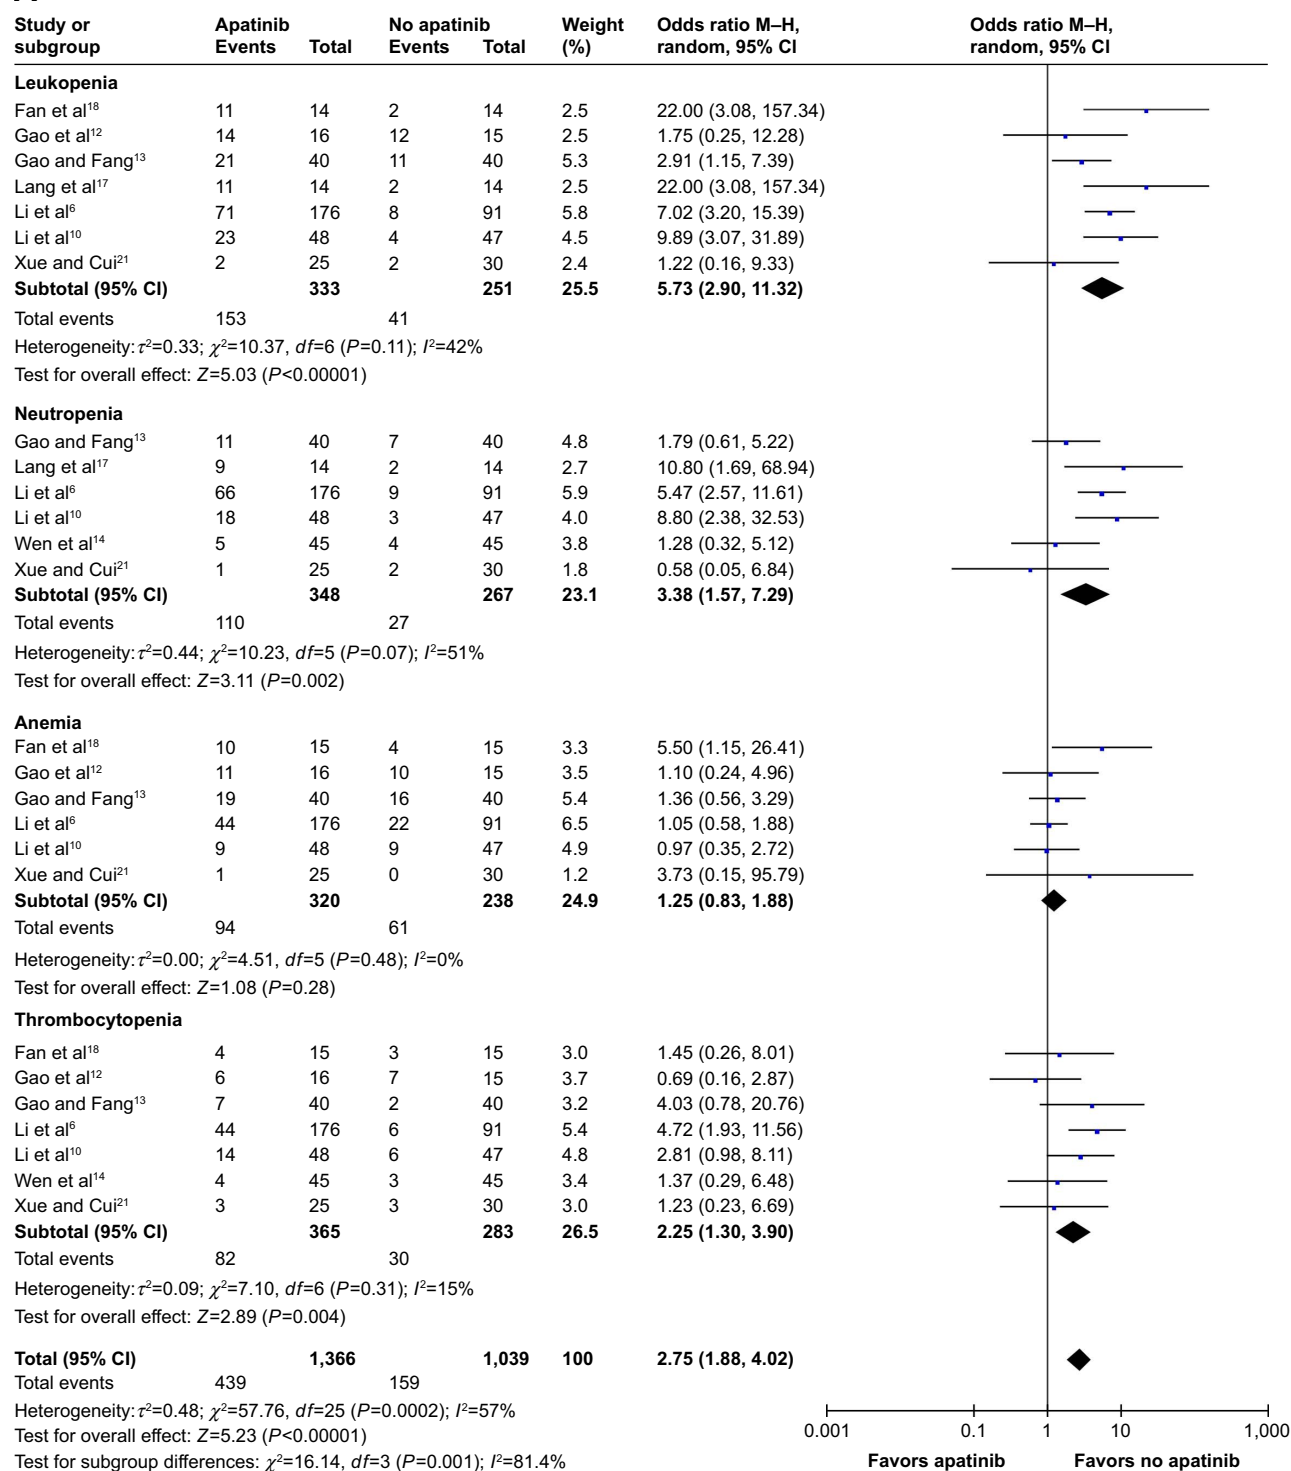 Study or Apatinib No apatinib Weight Odds ratio M–H, Odds ratio M–H,
subgroup Events Total Events Total (%) random, 95% CI random, 95% CI
Leukopenia
Fan et al18 11 14 2 14 2.5 22.00 (3.08, 157.34)
Gao et al12 14 16 12 15 2.5 1.75 (0.25, 12.28)
Gao and Fang13 21 40 11 40 5.3 2.91 (1.15, 7.39)
Lang et al17 11 14 2 14 2.5 22.00 (3.08, 157.34)
Li et al6 71 176 8 91 5.8 7.02 (3.20, 15.39)
Li et al10 23 48 4 47 4.5 9.89 (3.07, 31.89)
Xue and Cui21 2 25 2 30 2.4 1.22 (0.16, 9.33)
Subtotal (95% CI) 333 251 25.5 5.73 (2.90, 11.32)
Total events 153 41
Heterogeneity: τ²=0.33; χ²=10.37, df=6 (P=0.11); I²=42%
Test for overall effect: Z=5.03 (P<0.00001)
Neutropenia
Gao and Fang13 11 40 7 40 4.8 1.79 (0.61, 5.22)
Lang et al17 9 14 2 14 2.7 10.80 (1.69, 68.94)
Li et al6 66 176 9 91 5.9 5.47 (2.57, 11.61)
Li et al10 18 48 3 47 4.0 8.80 (2.38, 32.53)
Wen et al14 5 45 4 45 3.8 1.28 (0.32, 5.12)
Xue and Cui21 1 25 2 30 1.8 0.58 (0.05, 6.84)
Subtotal (95% CI) 348 267 23.1 3.38 (1.57, 7.29)
Total events 110 27
Heterogeneity: τ²=0.44; χ²=10.23, df=5 (P=0.07); I²=51%
Test for overall effect: Z=3.11 (P=0.002)
Anemia
Fan et al18 10 15 4 15 3.3 5.50 (1.15, 26.41)
Gao et al12 11 16 10 15 3.5 1.10 (0.24, 4.96)
Gao and Fang13 19 40 16 40 5.4 1.36 (0.56, 3.29)
Li et al6 44 176 22 91 6.5 1.05 (0.58, 1.88)
Li et al10 9 48 9 47 4.9 0.97 (0.35, 2.72)
Xue and Cui21 1 25 0 30 1.2 3.73 (0.15, 95.79)
Subtotal (95% CI) 320 238 24.9 1.25 (0.83, 1.88)
Total events 94 61
Heterogeneity: τ²=0.00; χ²=4.51, df=5 (P=0.48); I²=0%
Test for overall effect: Z=1.08 (P=0.28)
Thrombocytopenia
Fan et al18 4 15 3 15 3.0 1.45 (0.26, 8.01)
Gao et al12 6 16 7 15 3.7 0.69 (0.16, 2.87)
Gao and Fang13 7 40 2 40 3.2 4.03 (0.78, 20.76)
Li et al6 44 176 6 91 5.4 4.72 (1.93, 11.56)
Li et al10 14 48 6 47 4.8 2.81 (0.98, 8.11)
Wen et al14 4 45 3 45 3.4 1.37 (0.29, 6.48)
Xue and Cui21 3 25 3 30 3.0 1.23 (0.23, 6.69)
Subtotal (95% CI) 365 283 26.5 2.25 (1.30, 3.90)
Total events 82 30
Heterogeneity: τ²=0.09; χ²=7.10, df=6 (P=0.31); I²=15%
Test for overall effect: Z=2.89 (P=0.004)
Total (95% CI) 1,366 1,039 100 2.75 (1.88, 4.02)
Total events 439 159
Heterogeneity: τ²=0.48; χ²=57.76, df=25 (P=0.0002); I²=57%
Test for overall effect: Z=5.23 (P<0.00001)
Test for subgroup differences: χ²=16.14, df=3 (P=0.001); I²=81.4%
0.001 0.1 1 10 1,000
Favors apatinib Favors no apatinib